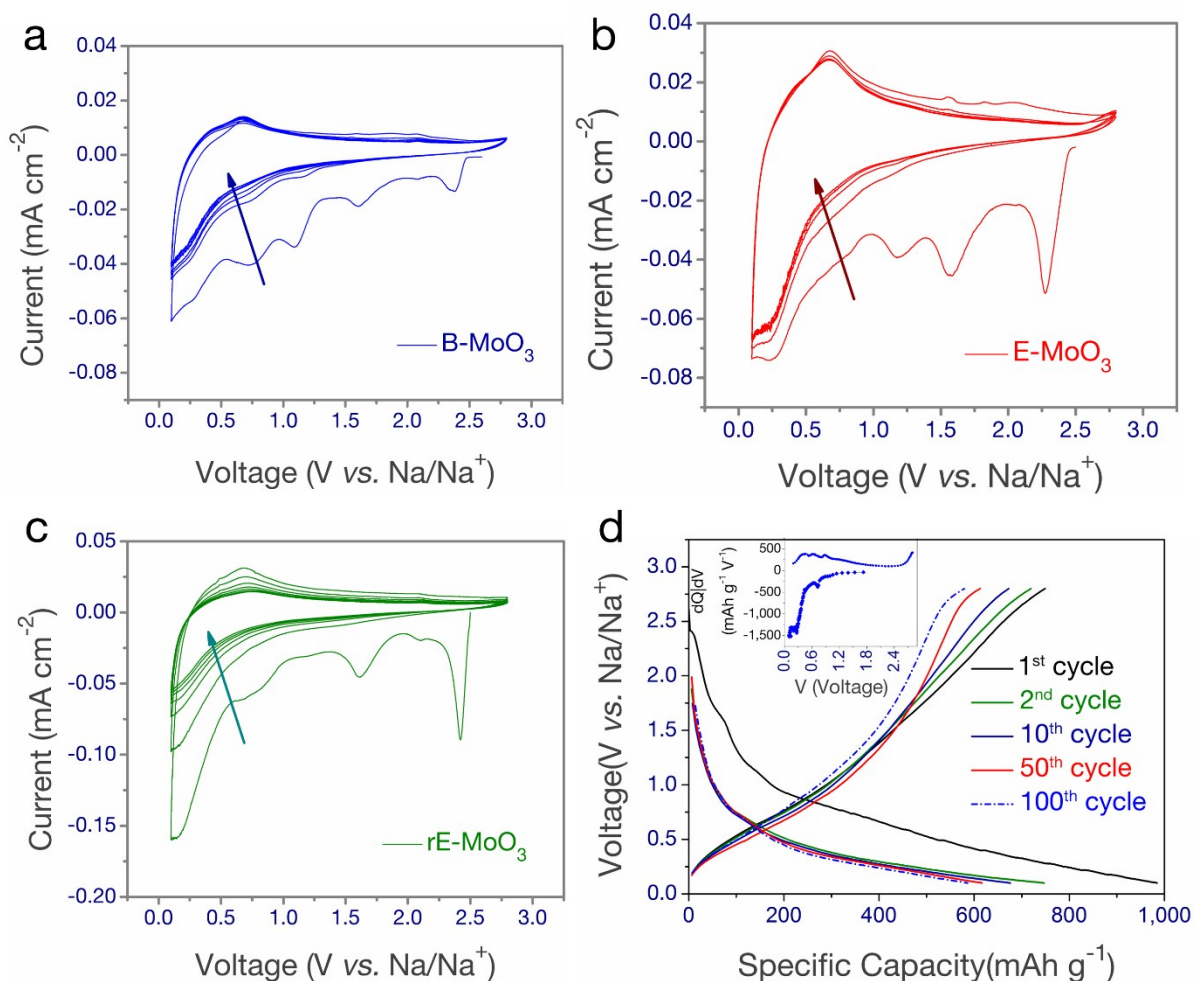 a
0.04
0.02
0.00
-0.02
-0.04
-0.06
-0.08
Current (mA cm⁻²)
B-MoO₃
0.0 0.5 1.0 1.5 2.0 2.5 3.0
Voltage (V vs. Na/Na⁺)
b
0.04
0.02
0.00
-0.02
-0.04
-0.06
-0.08
Current (mA cm⁻²)
E-MoO₃
0.0 0.5 1.0 1.5 2.0 2.5 3.0
Voltage (V vs. Na/Na⁺)
c
0.05
0.00
-0.05
-0.10
-0.15
-0.20
Current (mA cm⁻²)
rE-MoO₃
0.0 0.5 1.0 1.5 2.0 2.5 3.0
Voltage (V vs. Na/Na⁺)
d
3.0
2.5
2.0
1.5
1.0
0.5
0.0
Voltage(V vs. Na/Na⁺)
dQ|dV
(mAh g⁻¹ V⁻¹)
500
0
-500
-1,000
-1,500
0.2 0.6 1.2 1.8 2.4
V (Voltage)
1st cycle
2nd cycle
10th cycle
50th cycle
100th cycle
0 200 400 600 800 1,000
Specific Capacity(mAh g⁻¹)